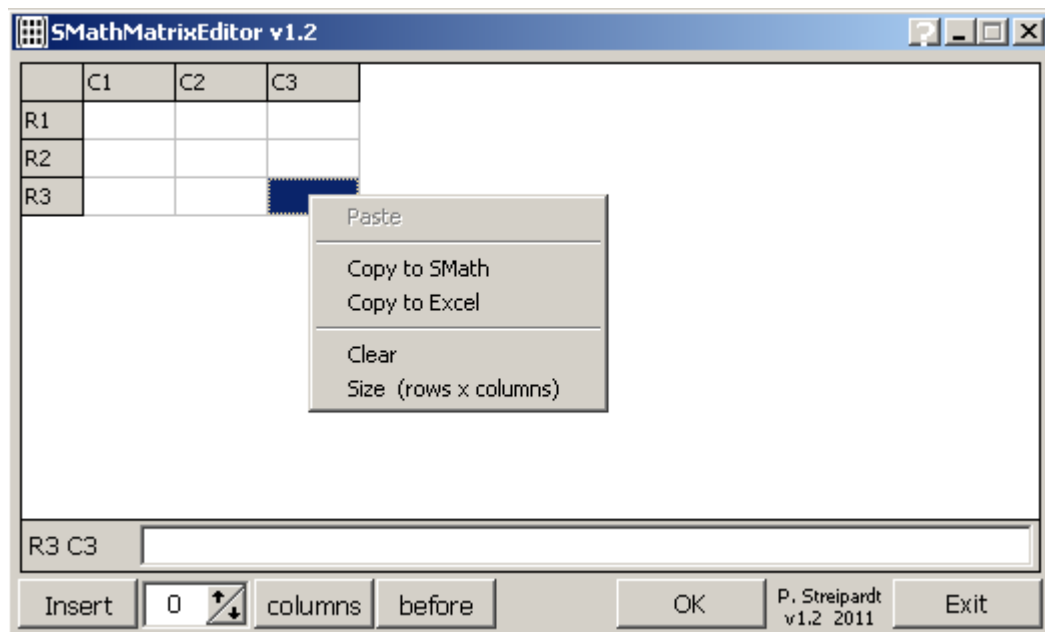 SMathMatrixEditor v1.2
C1 C2 C3
R1
R2
R3
Paste
Copy to SMath
Copy to Excel
Clear
Size (rows x columns)
R3 C3
Insert 0 columns before OK P. Streipardt Exit
v1.2 2011